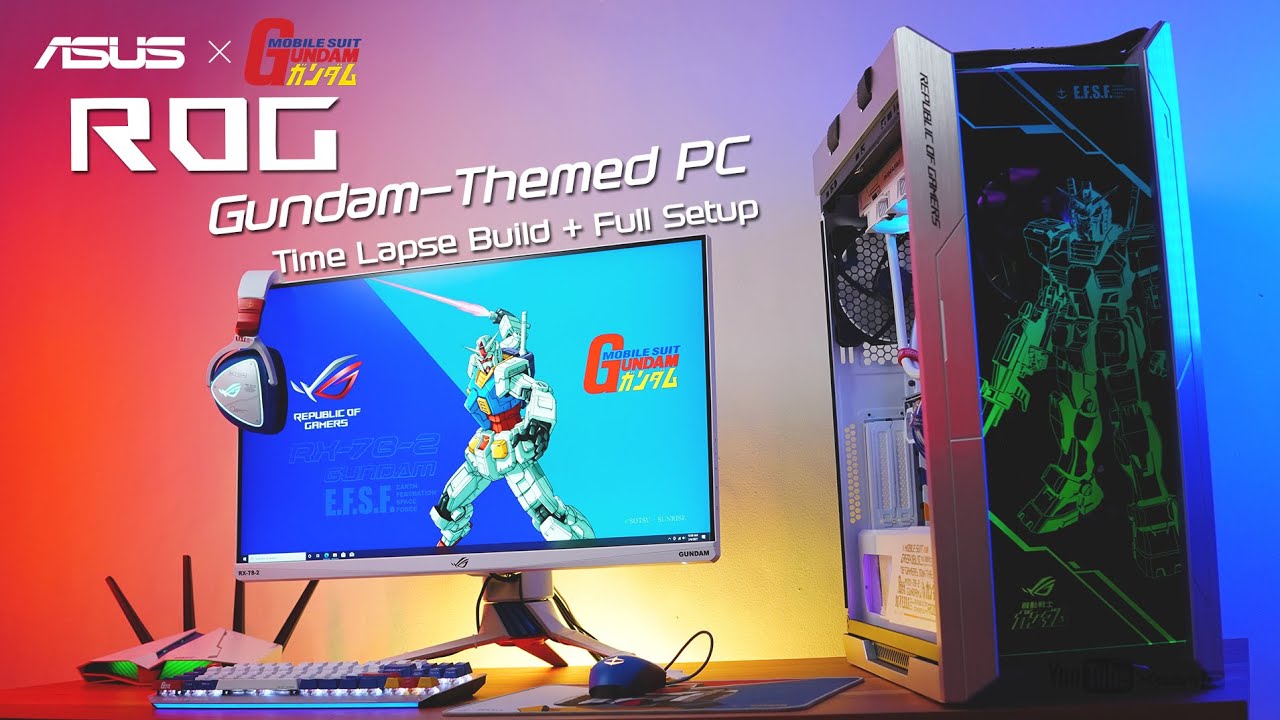 ASUS × MOBILE SUIT
GUNDAM
ガンダム
ROG
Gundam-Themed PC
Time Lapse Build + Full Setup
REPUBLIC OF
GAMERS
RX-78-2
GUNDAM
E.F.S.F.
EARTH
FEDERATION
SPACE
FORCE
MOBILE SUIT
GUNDAM
ガンダム
©SOTSU・SUNRISE
RX-78-2
GUNDAM
REPUBLIC OF GAMERS
E.F.S.F.
機動戦士
ガンダム